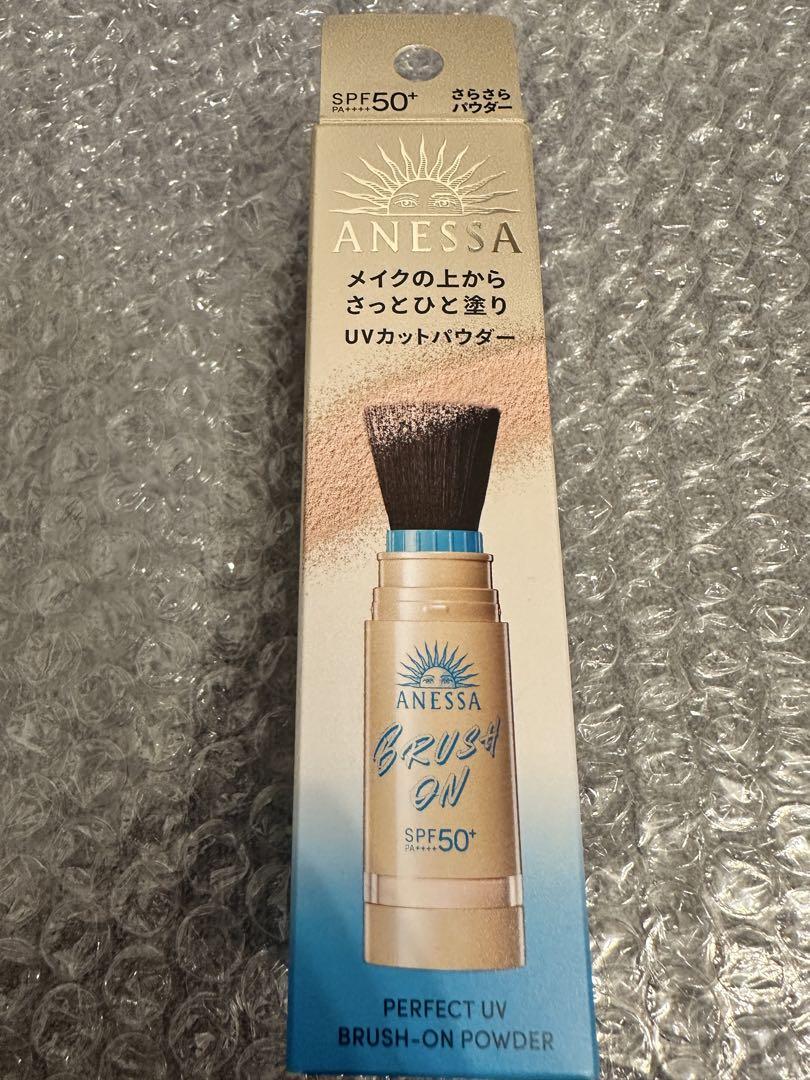 SPF50+
PA++++
さらさら
パウダー
ANESSA
メイクの上から
さっとひと塗り
UVカットパウダー
ANESSA
BRUSH
ON
SPF50+
PA++++
PERFECT UV
BRUSH-ON POWDER